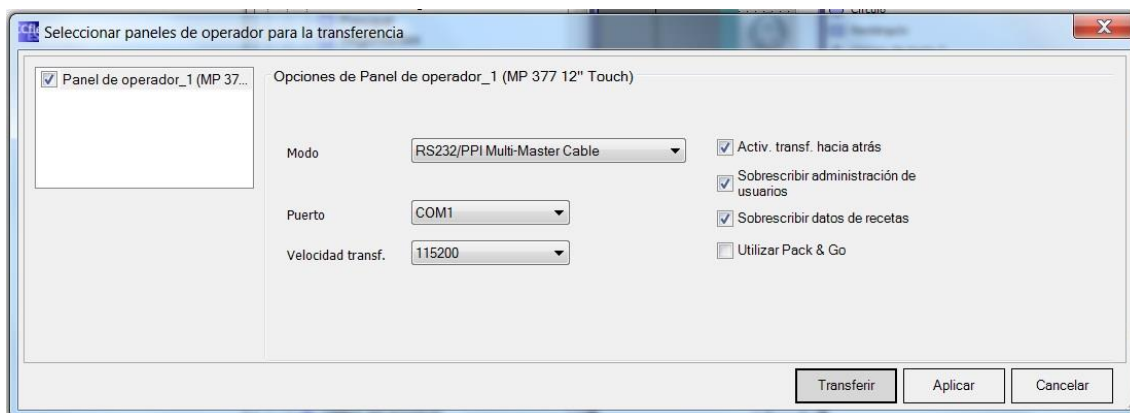 Seleccionar paneles de operador para la transferencia
Panel de operador_1 (MP 37...
Opciones de Panel de operador_1 (MP 377 12" Touch)
Modo
RS232/PPI Multi-Master Cable
Puerto
COM1
Velocidad transf.
115200
Activ. transf. hacia atrás
Sobrescribir administración de
usuarios
Sobrescribir datos de recetas
Utilizar Pack & Go
Transferir
Aplicar
Cancelar